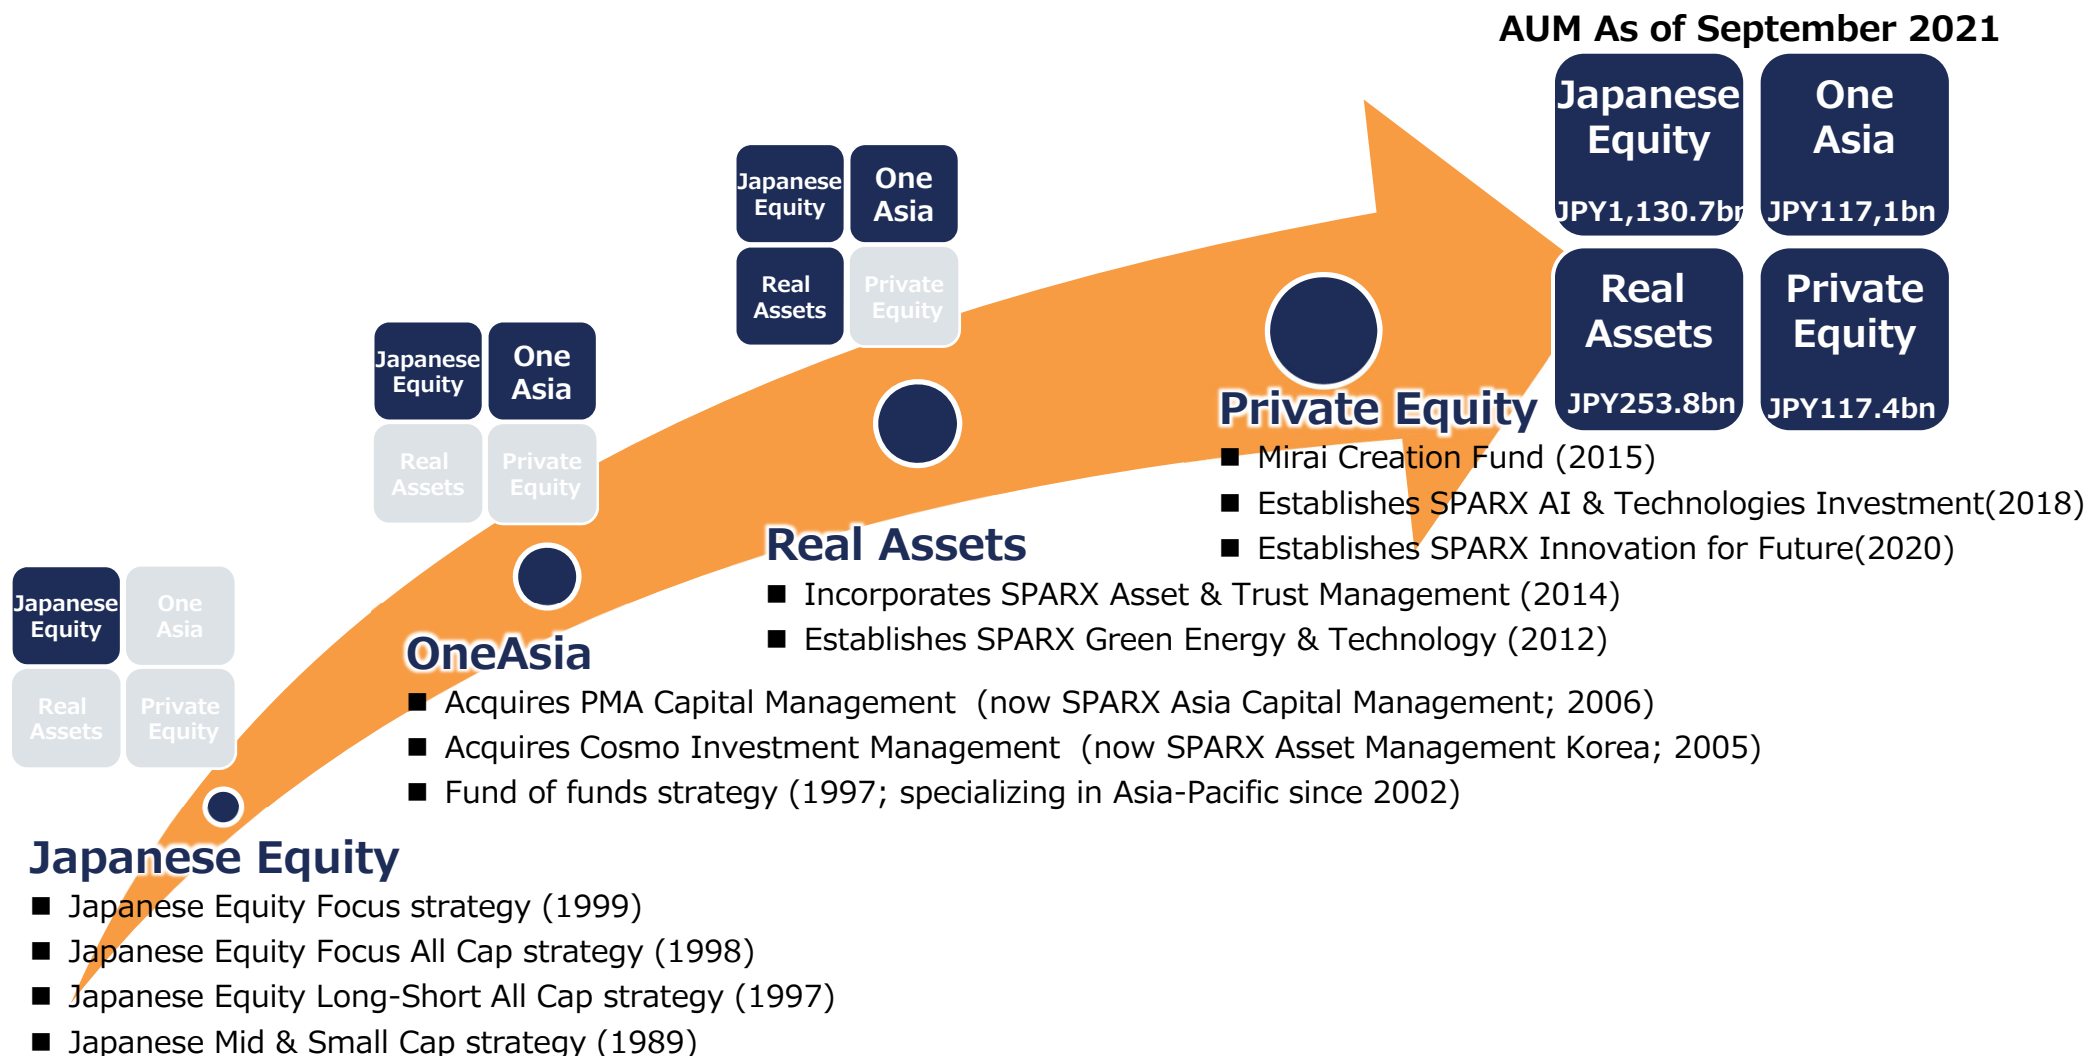 AUM As of September 2021
Japanese
Equity
JPY1,130.7bn
One
Asia
JPY117,1bn
Real
Assets
JPY253.8bn
Private
Equity
JPY117.4bn
Japanese
Equity
One
Asia
Real
Assets
Private
Equity
Japanese
Equity
One
Asia
Real
Assets
Private
Equity
Japanese
Equity
One
Asia
Real
Assets
Private
Equity
Private Equity
■ Mirai Creation Fund (2015)
■ Establishes SPARX AI & Technologies Investment(2018)
■ Establishes SPARX Innovation for Future(2020)
Real Assets
■ Incorporates SPARX Asset & Trust Management (2014)
■ Establishes SPARX Green Energy & Technology (2012)
OneAsia
■ Acquires PMA Capital Management (now SPARX Asia Capital Management; 2006)
■ Acquires Cosmo Investment Management (now SPARX Asset Management Korea; 2005)
■ Fund of funds strategy (1997; specializing in Asia-Pacific since 2002)
Japanese Equity
■ Japanese Equity Focus strategy (1999)
■ Japanese Equity Focus All Cap strategy (1998)
■ Japanese Equity Long-Short All Cap strategy (1997)
■ Japanese Mid & Small Cap strategy (1989)